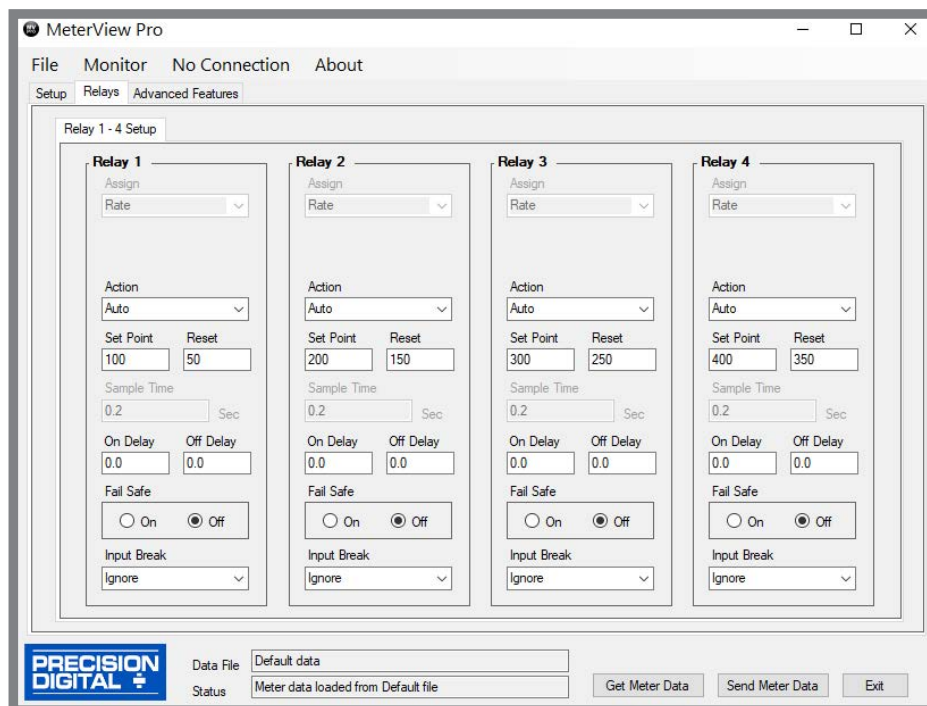 MeterView Pro
File Monitor No Connection About
Setup Relays Advanced Features
Relay 1 - 4 Setup
Relay 1
Assign
Rate
Action
Auto
Set Point Reset
100 50
Sample Time
0.2 Sec
On Delay Off Delay
0.0 0.0
Fail Safe
On Off
Input Break
Ignore
Relay 2
Assign
Rate
Action
Auto
Set Point Reset
200 150
Sample Time
0.2 Sec
On Delay Off Delay
0.0 0.0
Fail Safe
On Off
Input Break
Ignore
Relay 3
Assign
Rate
Action
Auto
Set Point Reset
300 250
Sample Time
0.2 Sec
On Delay Off Delay
0.0 0.0
Fail Safe
On Off
Input Break
Ignore
Relay 4
Assign
Rate
Action
Auto
Set Point Reset
400 350
Sample Time
0.2 Sec
On Delay Off Delay
0.0 0.0
Fail Safe
On Off
Input Break
Ignore
PRECISION
DIGITAL
Data File Default data
Status Meter data loaded from Default file
Get Meter Data Send Meter Data Exit